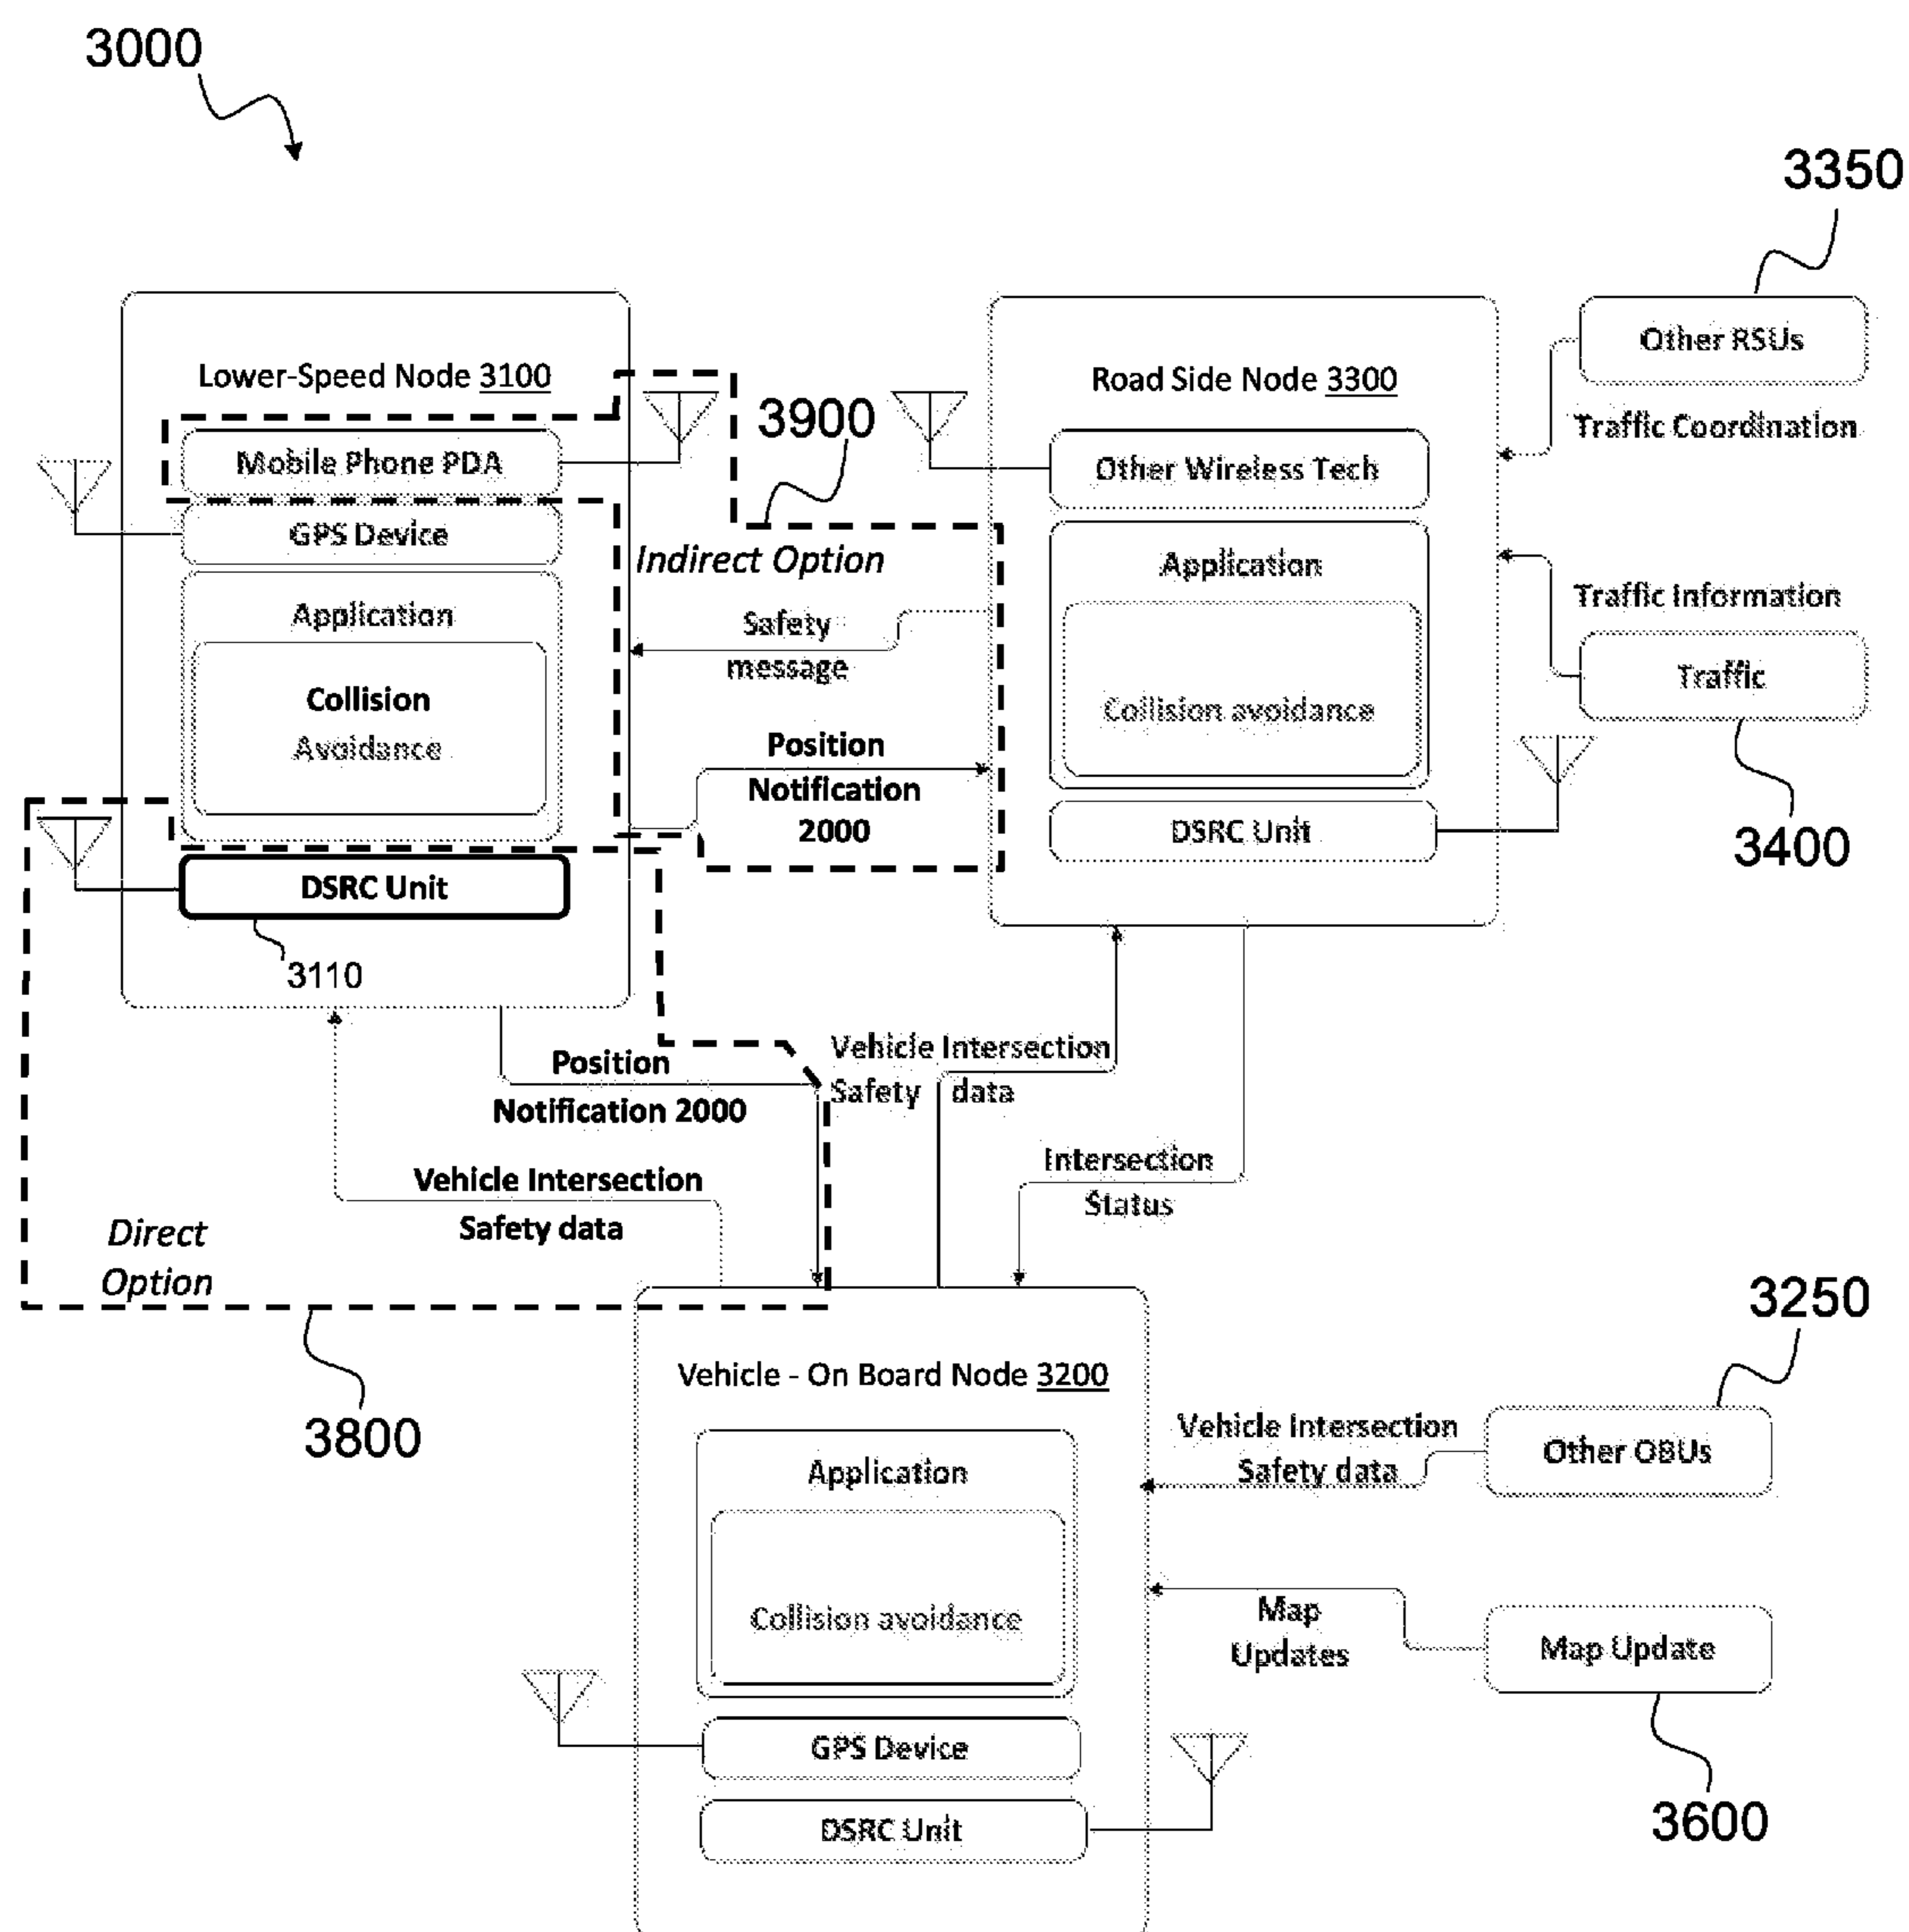 3000
3350
Other RSUs
Traffic Coordination
Lower-Speed Node 3100
3900
Road Side Node 3300
Mobile Phone PDA
Other Wireless Tech
GPS Device
Indirect Option
Application
Application
Traffic Information
Safety
message
Traffic
Collision
Avoidance
Collision avoidance
Position
Notification
2000
DSRC Unit
3400
DSRC Unit
3110
Position
Notification 2000
Vehicle Intersection
Safety data
Vehicle Intersection
Safety data
Intersection
Status
Direct
Option
3250
Vehicle - On Board Node 3200
3800
Vehicle Intersection
Safety data
Other OBUs
Application
Collision avoidance
Map
Updates
Map Update
GPS Device
DSRC Unit
3600